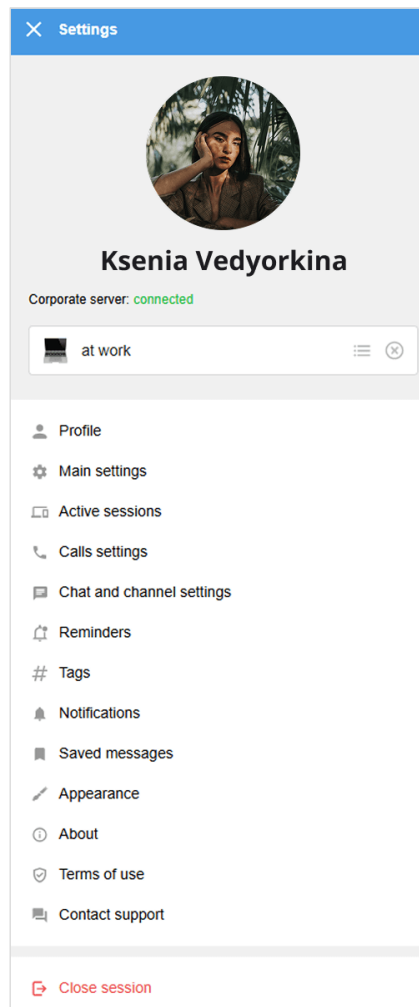 Settings
Ksenia Vedyorkina
Corporate server: connected
at work
Profile
Main settings
Active sessions
Calls settings
Chat and channel settings
Reminders
Tags
Notifications
Saved messages
Appearance
About
Terms of use
Contact support
Close session